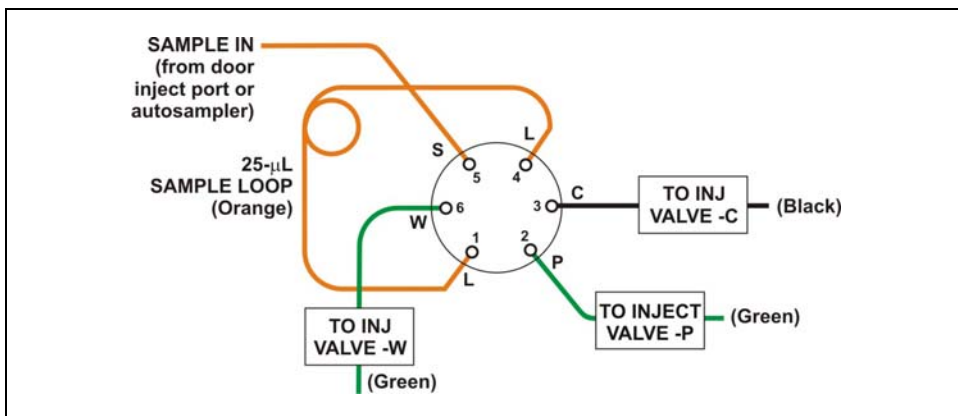 SAMPLE IN
(from door
inject port or
autosampler)
25-μL
SAMPLE LOOP
(Orange)
S
5
L
4
W
6
3
C
1
L
2
P
TO INJ
VALVE -C
(Black)
TO INJECT
VALVE -P
(Green)
TO INJ
VALVE -W
(Green)